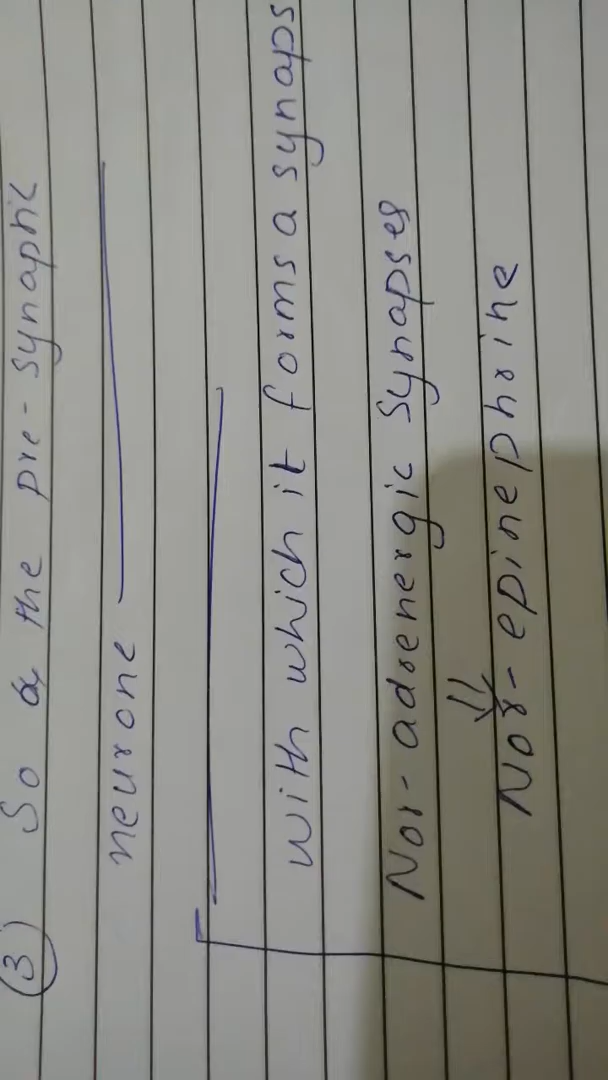 3 So the pre-synaptic
neurone
with which it forms a synaps
Nor-adrenergic synapses
⇓
Nor-epinephrine